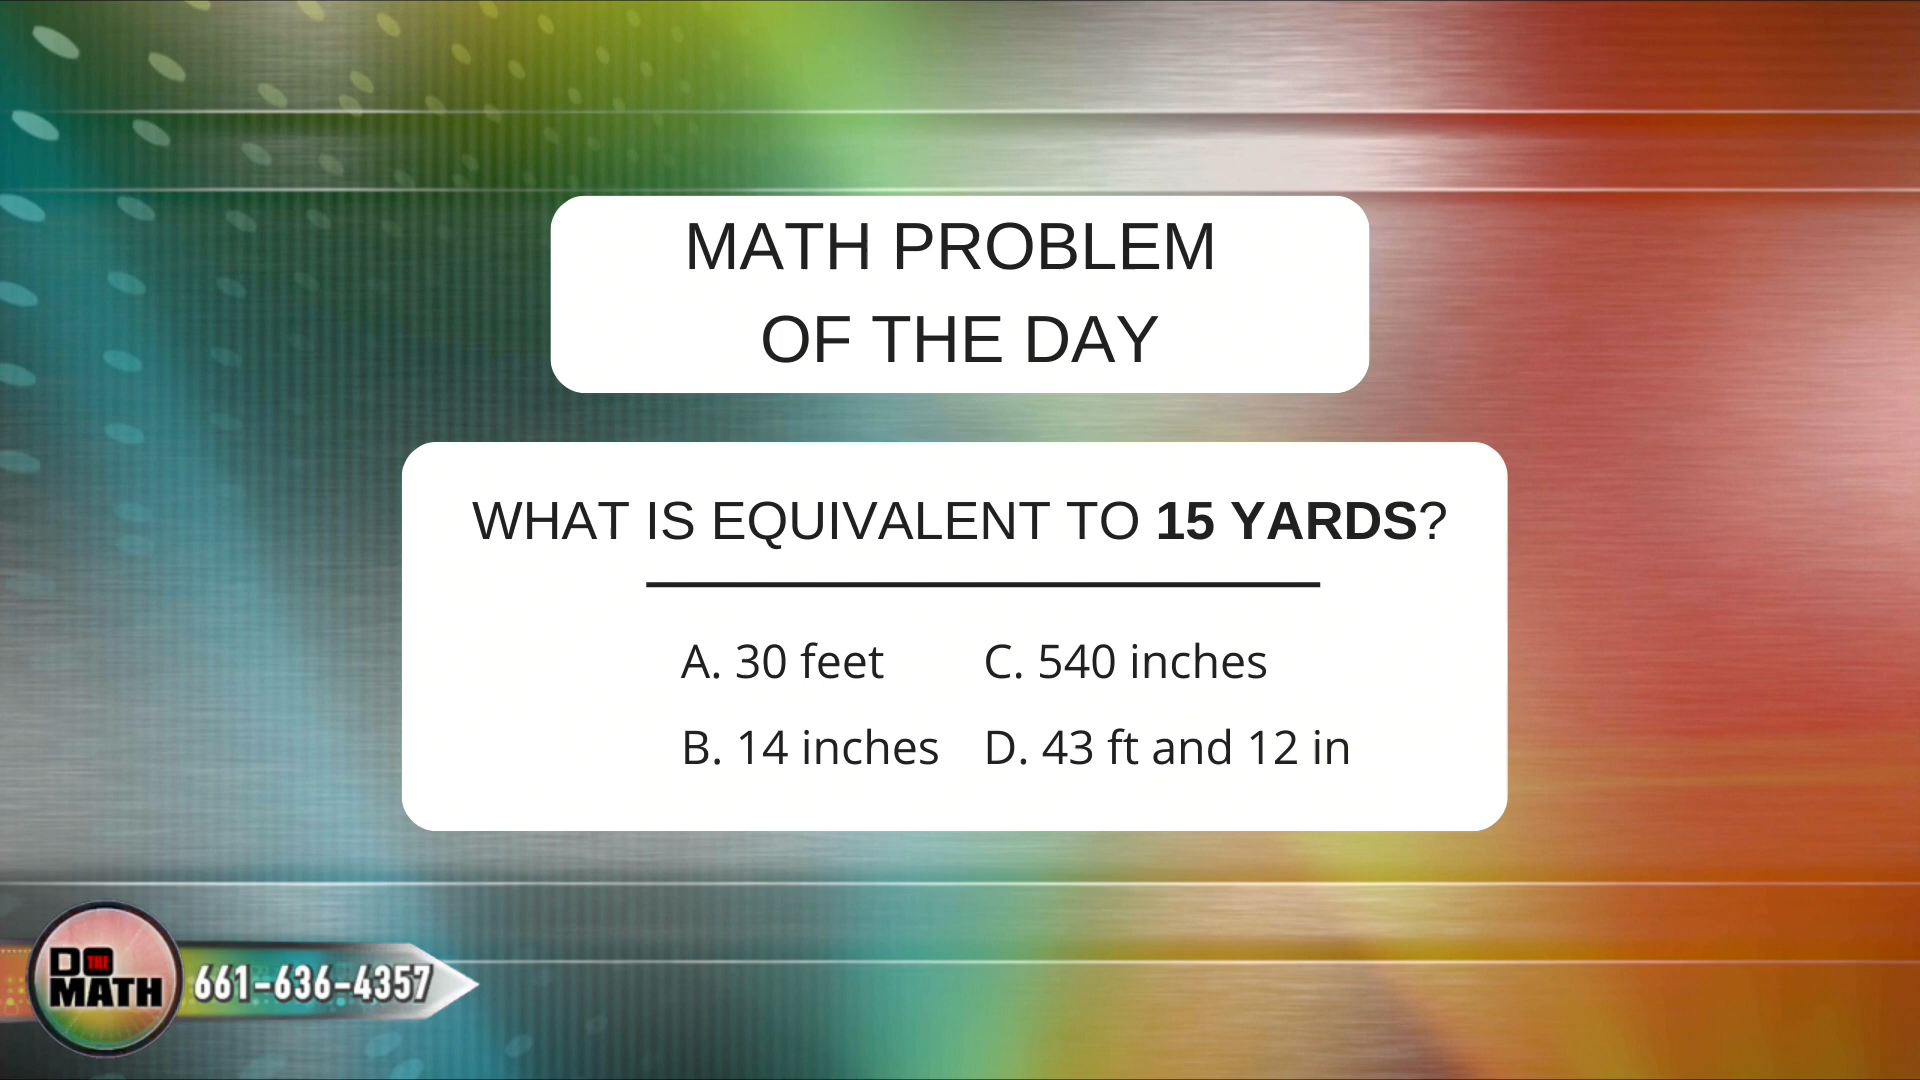 MATH PROBLEM
OF THE DAY
WHAT IS EQUIVALENT TO 15 YARDS?
A. 30 feet
B. 14 inches
C. 540 inches
D. 43 ft and 12 in
DO THE
MATH
661-636-4357